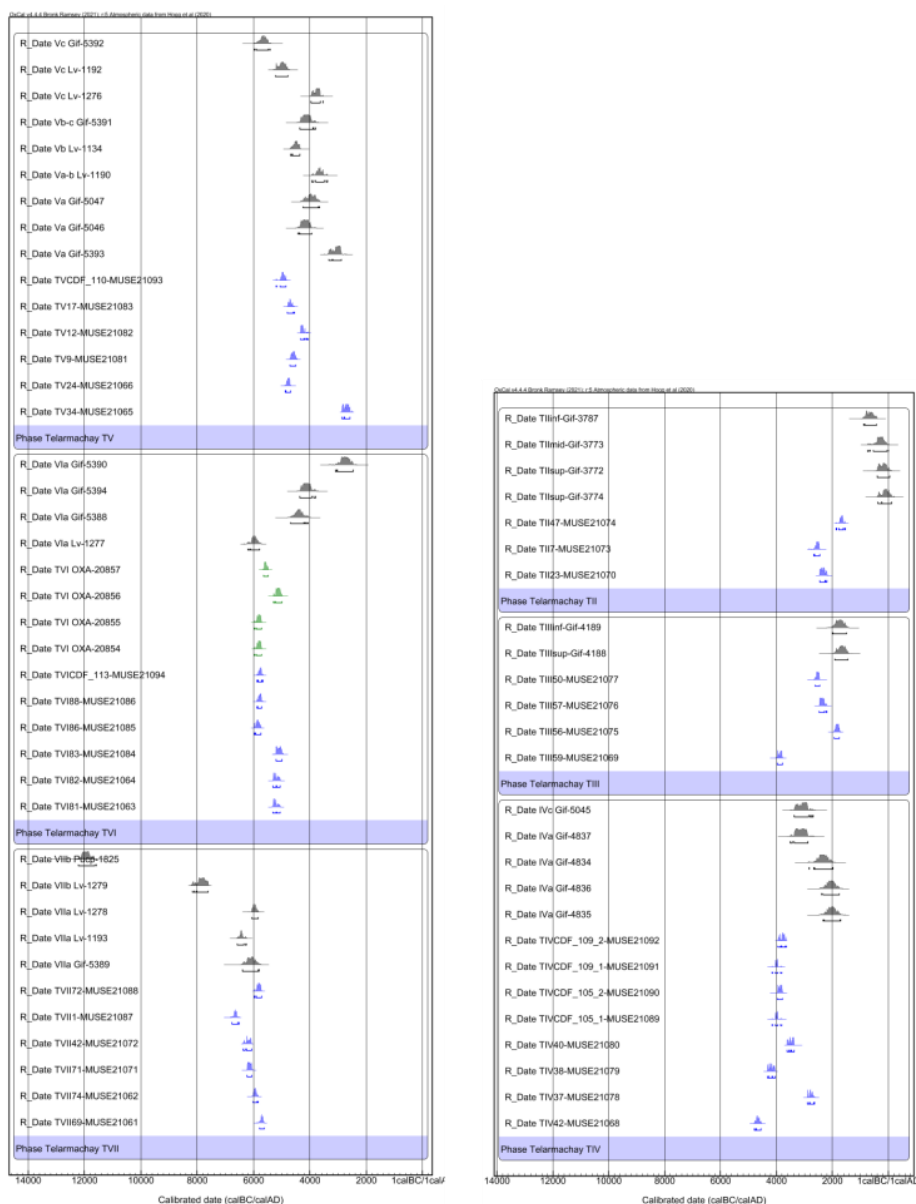 OxCal v4.4.4 Bronk Ramsey (2021); r:5 Atmospheric data from Hogg et al (2020)
R_Date Vc Gif-5392
R_Date Vc Lv-1192
R_Date Vc Lv-1276
R_Date Vb-c Gif-5391
R_Date Vb Lv-1134
R_Date Va-b Lv-1190
R_Date Va Gif-5047
R_Date Va Gif-5046
R_Date Va Gif-5393
R_Date TVCDF_110-MUSE21093
R_Date TV17-MUSE21083
R_Date TV12-MUSE21082
R_Date TV9-MUSE21081
R_Date TV24-MUSE21066
R_Date TV34-MUSE21065
Phase Telarmachay TV
R_Date VIa Gif-5390
R_Date VIa Gif-5394
R_Date VIa Gif-5388
R_Date VIa Lv-1277
R_Date TVI OXA-20857
R_Date TVI OXA-20856
R_Date TVI OXA-20855
R_Date TVI OXA-20854
R_Date TVICDF_113-MUSE21094
R_Date TVI88-MUSE21086
R_Date TVI86-MUSE21085
R_Date TVI83-MUSE21084
R_Date TVI82-MUSE21064
R_Date TVI81-MUSE21063
Phase Telarmachay TVI
R_Date VIIb Pucp-1825
R_Date VIIb Lv-1279
R_Date VIIa Lv-1278
R_Date VIIa Lv-1193
R_Date VIIa Gif-5389
R_Date TVII72-MUSE21088
R_Date TVII1-MUSE21087
R_Date TVII42-MUSE21072
R_Date TVII71-MUSE21071
R_Date TVII74-MUSE21062
R_Date TVII69-MUSE21061
Phase Telarmachay TVII
14000 12000 10000 8000 6000 4000 2000 1calBC/1calAD
Calibrated date (calBC/calAD)
OxCal v4.4.4 Bronk Ramsey (2021); r:5 Atmospheric data from Hogg et al (2020)
R_Date TIIinf-Gif-3787
R_Date TIImid-Gif-3773
R_Date TIIsup-Gif-3772
R_Date TIIsup-Gif-3774
R_Date TII47-MUSE21074
R_Date TII7-MUSE21073
R_Date TII23-MUSE21070
Phase Telarmachay TII
R_Date TIIIinf-Gif-4189
R_Date TIIIsup-Gif-4188
R_Date TIII50-MUSE21077
R_Date TIII57-MUSE21076
R_Date TIII56-MUSE21075
R_Date TIII59-MUSE21069
Phase Telarmachay TIII
R_Date IVc Gif-5045
R_Date IVa Gif-4837
R_Date IVa Gif-4834
R_Date IVa Gif-4836
R_Date IVa Gif-4835
R_Date TIVCDF_109_2-MUSE21092
R_Date TIVCDF_109_1-MUSE21091
R_Date TIVCDF_105_2-MUSE21090
R_Date TIVCDF_105_1-MUSE21089
R_Date TIV40-MUSE21080
R_Date TIV38-MUSE21079
R_Date TIV37-MUSE21078
R_Date TIV42-MUSE21068
Phase Telarmachay TIV
14000 12000 10000 8000 6000 4000 2000 1calBC/1calAD
Calibrated date (calBC/calAD)